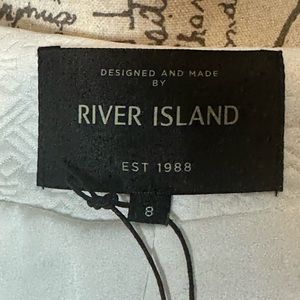 DESIGNED AND MADE
BY
RIVER ISLAND
EST 1988
8